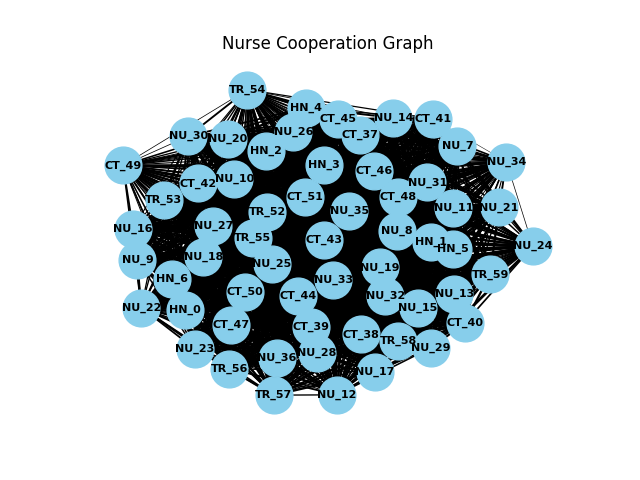 Nurse Cooperation Graph
TR_54
HN_4
CT_45
NU_14
CT_41
NU_30
NU_20
NU_26
CT_37
NU_7
HN_2
CT_49
HN_3
NU_34
CT_46
CT_42
NU_10
NU_31
TR_53
CT_51
CT_48
NU_11
NU_21
TR_52
NU_35
NU_16
NU_27
NU_8
TR_55
CT_43
HN_1
HN_5
NU_24
NU_9
NU_18
NU_25
NU_19
TR_59
HN_6
NU_33
CT_50
CT_44
NU_32
NU_13
NU_22
HN_0
NU_15
CT_47
CT_39
CT_40
CT_38
TR_58
NU_23
NU_36
NU_28
NU_29
TR_56
NU_17
TR_57
NU_12